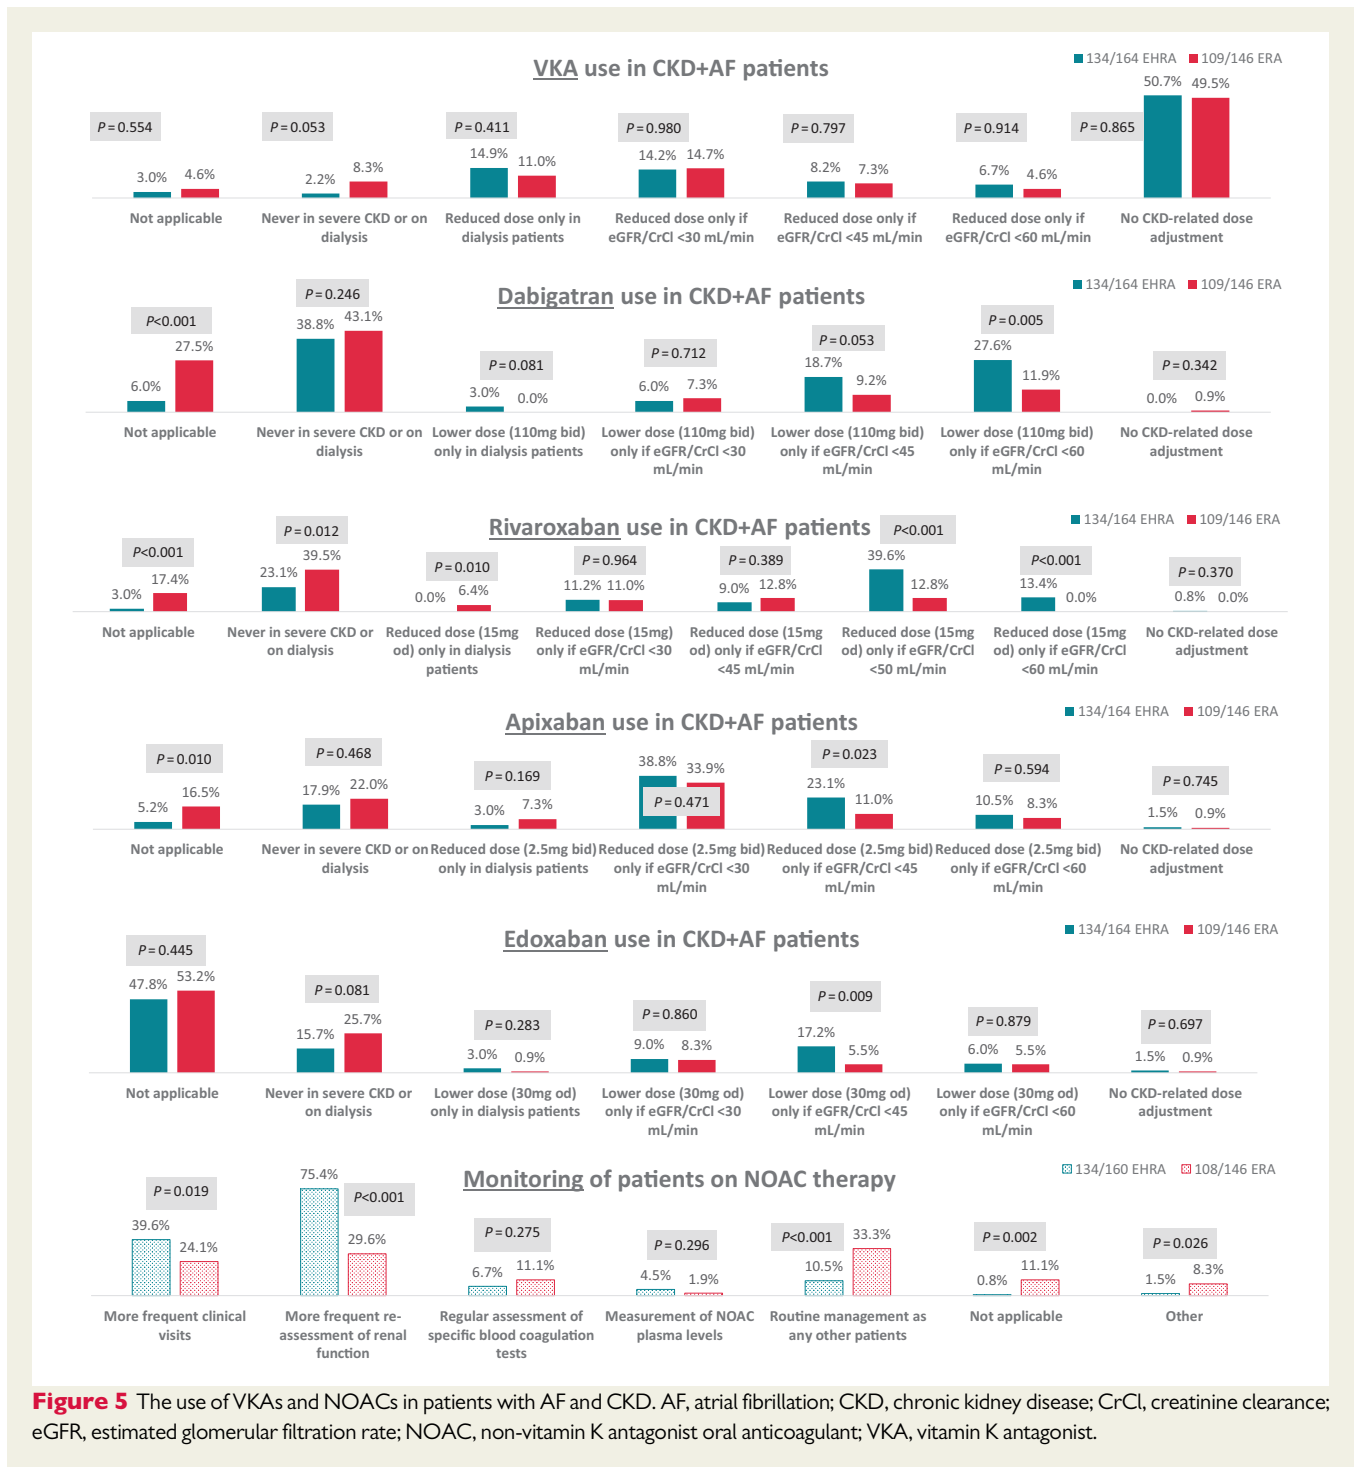 VKA use in CKD+AF patients
134/164 EHRA 109/146 ERA
P = 0.554
P = 0.053
P = 0.411
P = 0.980
P = 0.797
P = 0.914
P = 0.865
3.0% 4.6%
2.2% 8.3%
14.9% 11.0%
14.2% 14.7%
8.2% 7.3%
6.7% 4.6%
50.7% 49.5%
Not applicable
Never in severe CKD or on
dialysis
Reduced dose only in
dialysis patients
Reduced dose only if
eGFR/CrCl <30 mL/min
Reduced dose only if
eGFR/CrCl <45 mL/min
Reduced dose only if
eGFR/CrCl <60 mL/min
No CKD-related dose
adjustment
Dabigatran use in CKD+AF patients
134/164 EHRA 109/146 ERA
P<0.001
P = 0.246
P = 0.081
P = 0.712
P = 0.053
P = 0.005
P = 0.342
6.0% 27.5%
38.8% 43.1%
3.0% 0.0%
6.0% 7.3%
18.7% 9.2%
27.6% 11.9%
0.0% 0.9%
Not applicable
Never in severe CKD or on
dialysis
Lower dose (110mg bid)
only in dialysis patients
Lower dose (110mg bid)
only if eGFR/CrCl <30
mL/min
Lower dose (110mg bid)
only if eGFR/CrCl <45
mL/min
Lower dose (110mg bid)
only if eGFR/CrCl <60
mL/min
No CKD-related dose
adjustment
Rivaroxaban use in CKD+AF patients
134/164 EHRA 109/146 ERA
P<0.001
P = 0.012
P = 0.010
P = 0.964
P = 0.389
P<0.001
P<0.001
P = 0.370
3.0% 17.4%
23.1% 39.5%
0.0% 6.4%
11.2% 11.0%
9.0% 12.8%
39.6% 12.8%
13.4% 0.0%
0.8% 0.0%
Not applicable
Never in severe CKD or
on dialysis
Reduced dose (15mg
od) only in dialysis
patients
Reduced dose (15mg)
only if eGFR/CrCl <30
mL/min
Reduced dose (15mg
od) only if eGFR/CrCl
<45 mL/min
Reduced dose (15mg
od) only if eGFR/CrCl
<50 mL/min
Reduced dose (15mg
od) only if eGFR/CrCl
<60 mL/min
No CKD-related dose
adjustment
Apixaban use in CKD+AF patients
134/164 EHRA 109/146 ERA
P = 0.010
P = 0.468
P = 0.169
P = 0.471
P = 0.023
P = 0.594
P = 0.745
5.2% 16.5%
17.9% 22.0%
3.0% 7.3%
38.8% 33.9%
23.1% 11.0%
10.5% 8.3%
1.5% 0.9%
Not applicable
Never in severe CKD or on
dialysis
Reduced dose (2.5mg bid)
only in dialysis patients
Reduced dose (2.5mg bid)
only if eGFR/CrCl <30
mL/min
Reduced dose (2.5mg bid)
only if eGFR/CrCl <45
mL/min
Reduced dose (2.5mg bid)
only if eGFR/CrCl <60
mL/min
No CKD-related dose
adjustment
Edoxaban use in CKD+AF patients
134/164 EHRA 109/146 ERA
P = 0.445
P = 0.081
P = 0.283
P = 0.860
P = 0.009
P = 0.879
P = 0.697
47.8% 53.2%
15.7% 25.7%
3.0% 0.9%
9.0% 8.3%
17.2% 5.5%
6.0% 5.5%
1.5% 0.9%
Not applicable
Never in severe CKD or
on dialysis
Lower dose (30mg od)
only in dialysis patients
Lower dose (30mg od)
only if eGFR/CrCl <30
mL/min
Lower dose (30mg od)
only if eGFR/CrCl <45
mL/min
Lower dose (30mg od)
only if eGFR/CrCl <60
mL/min
No CKD-related dose
adjustment
Monitoring of patients on NOAC therapy
134/160 EHRA 108/146 ERA
P = 0.019
P<0.001
P = 0.275
P = 0.296
P<0.001
P = 0.002
P = 0.026
39.6% 24.1%
75.4% 29.6%
6.7% 11.1%
4.5% 1.9%
10.5% 33.3%
0.8% 11.1%
1.5% 8.3%
More frequent clinical
visits
More frequent re-
assessment of renal
function
Regular assessment of
specific blood coagulation
tests
Measurement of NOAC
plasma levels
Routine management as
any other patients
Not applicable
Other
Figure 5 The use of VKAs and NOACs in patients with AF and CKD. AF, atrial fibrillation; CKD, chronic kidney disease; CrCl, creatinine clearance;
eGFR, estimated glomerular filtration rate; NOAC, non-vitamin K antagonist oral anticoagulant; VKA, vitamin K antagonist.